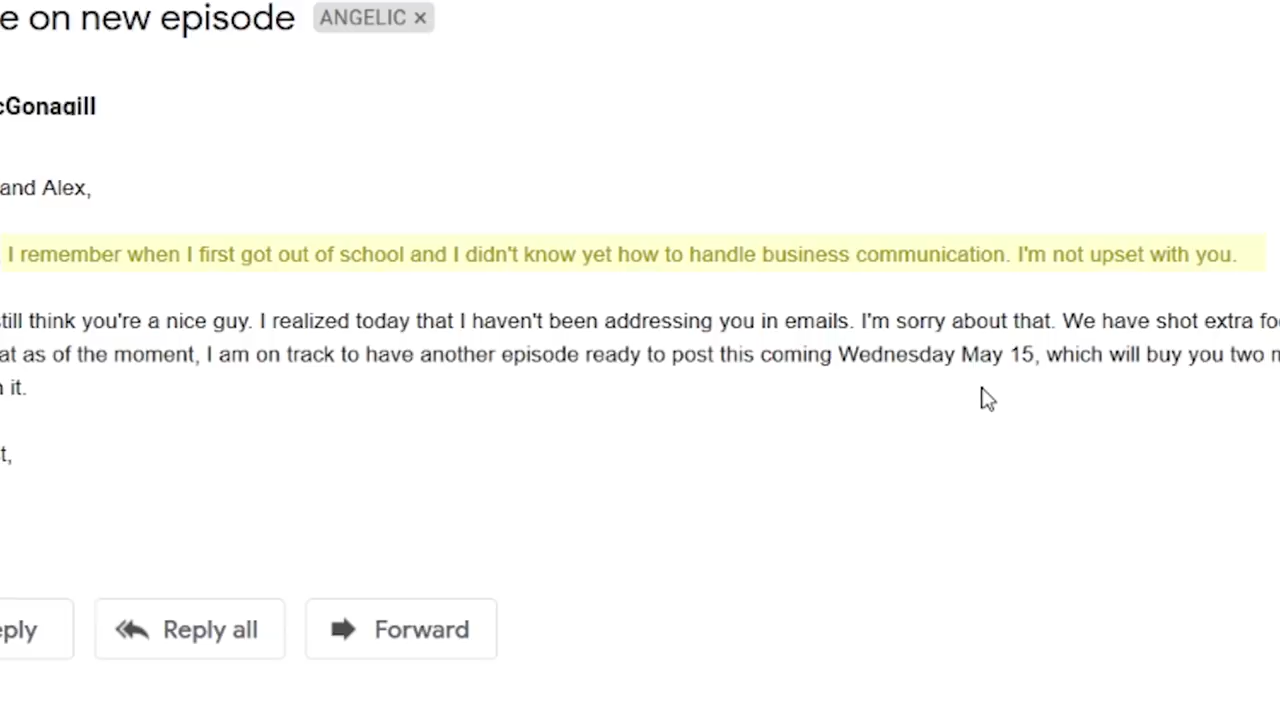 e on new episode ANGELIC ×
cGonagill
and Alex,
I remember when I first got out of school and I didn't know yet how to handle business communication. I'm not upset with you.
till think you're a nice guy. I realized today that I haven't been addressing you in emails. I'm sorry about that. We have shot extra fo
at as of the moment, I am on track to have another episode ready to post this coming Wednesday May 15, which will buy you two m
n it.
t,
eply Reply all Forward